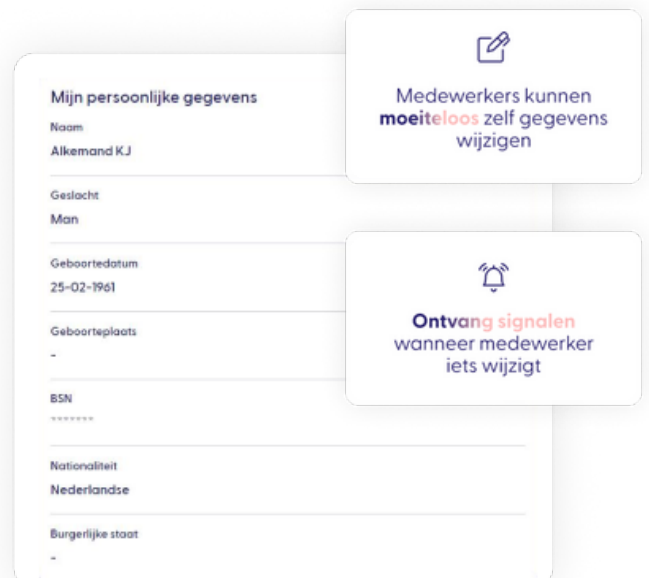 Mijn persoonlijke gegevens
Naam
Alkemand KJ
Geslacht
Man
Geboortedatum
25-02-1961
Geboorteplaats
-
BSN
*******
Nationaliteit
Nederlandse
Burgerlijke staat
-
Medewerkers kunnen
moeiteloos zelf gegevens
wijzigen
Ontvang signalen
wanneer medewerker
iets wijzigt